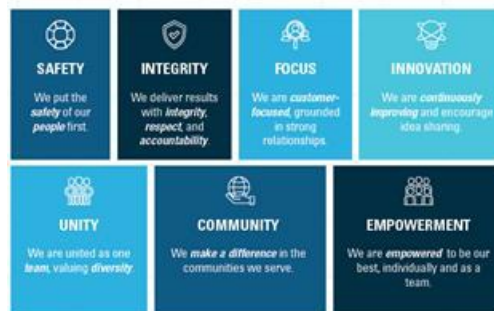 SAFETY
We put the
safety of our
people first.
INTEGRITY
We deliver results
with integrity,
respect, and
accountability.
FOCUS
We are customer-
focused, grounded
in strong
relationships.
INNOVATION
We are continuously
improving and encourage
idea sharing.
UNITY
We are united as one
team, valuing diversity.
COMMUNITY
We make a difference in the
communities we serve.
EMPOWERMENT
We are empowered to be our
best, individually and as a
team.